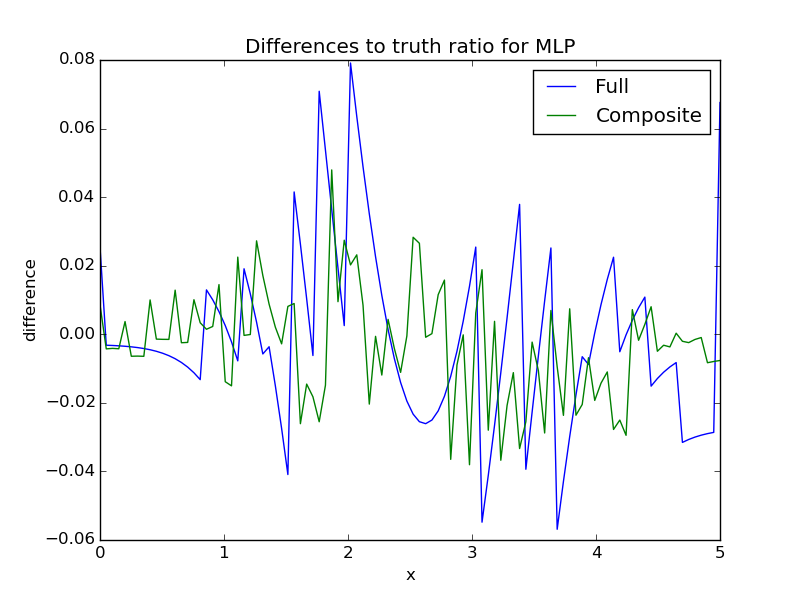 Differences to truth ratio for MLP
Full
Composite
0.08
0.06
0.04
0.02
0.00
−0.02
−0.04
−0.06
difference
0 1 2 3 4 5
x